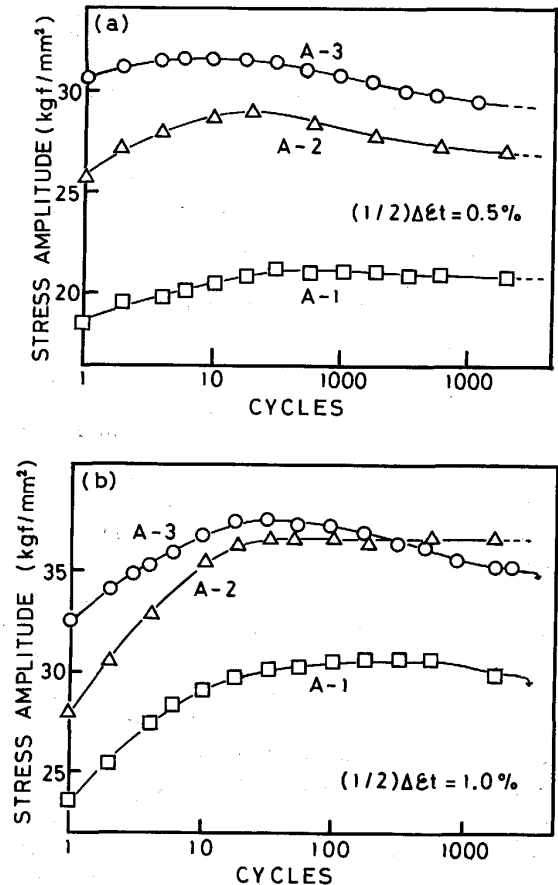 (a)
STRESS AMPLITUDE (kgf/mm²)
30
25
20
A-3
A-2
(1/2)Δεt=0.5%
A-1
1
10
1000
1000
CYCLES
(b)
STRESS AMPLITUDE (kgf/mm²)
35
30
25
A-3
A-2
A-1
(1/2)Δεt=1.0%
1
10
100
1000
CYCLES